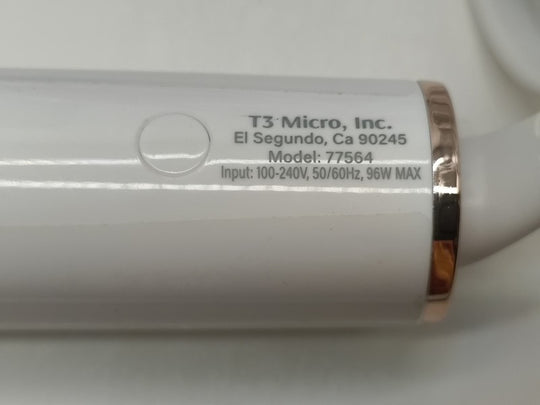 T3 Micro, Inc.
El Segundo, Ca 90245
Model: 77564
Input: 100-240V, 50/60Hz, 96W MAX